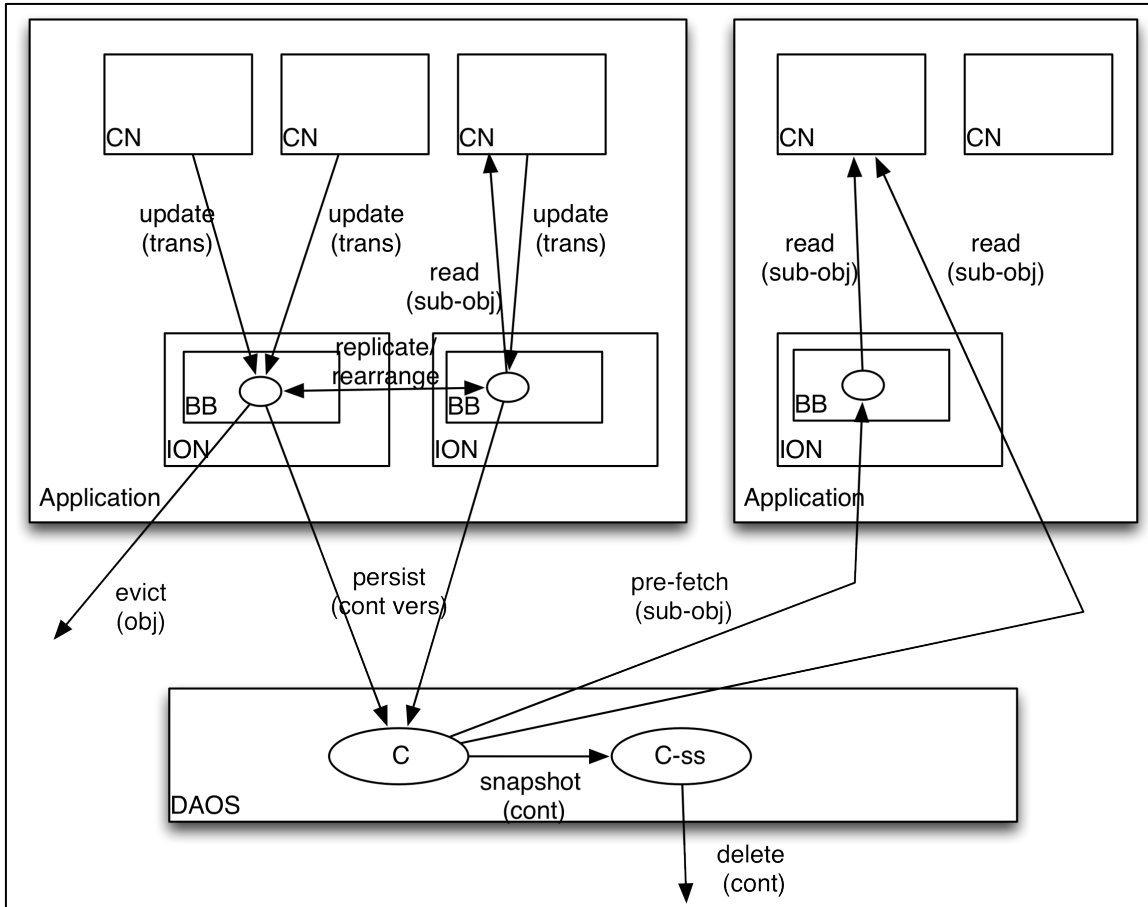 CN
CN
CN
CN
CN
update
(trans)
update
(trans)
update
(trans)
read
(sub-obj)
read
(sub-obj)
read
(sub-obj)
replicate/
rearrange
BB
BB
BB
ION
ION
ION
Application
Application
evict
(obj)
persist
(cont vers)
pre-fetch
(sub-obj)
C
C-ss
snapshot
(cont)
DAOS
delete
(cont)